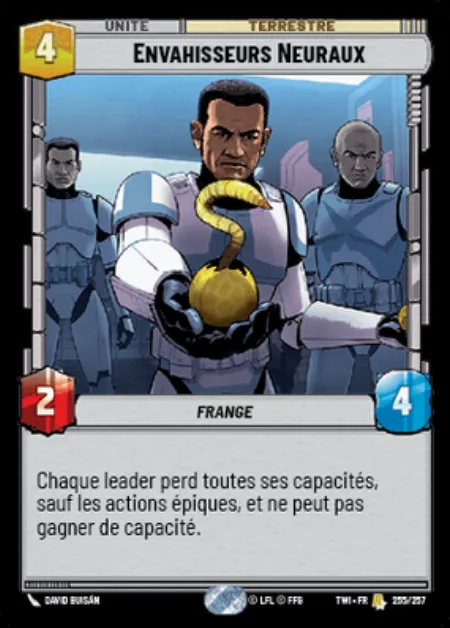 UNITÉ
TERRESTRE
4
ENVAHISSEURS NEURAUX
2
FRANGE
4
Chaque leader perd toutes ses capacités,
sauf les actions épiques, et ne peut pas
gagner de capacité.
DAVID BUISÁN
© LFL © FFG
TWI • FR
255/257